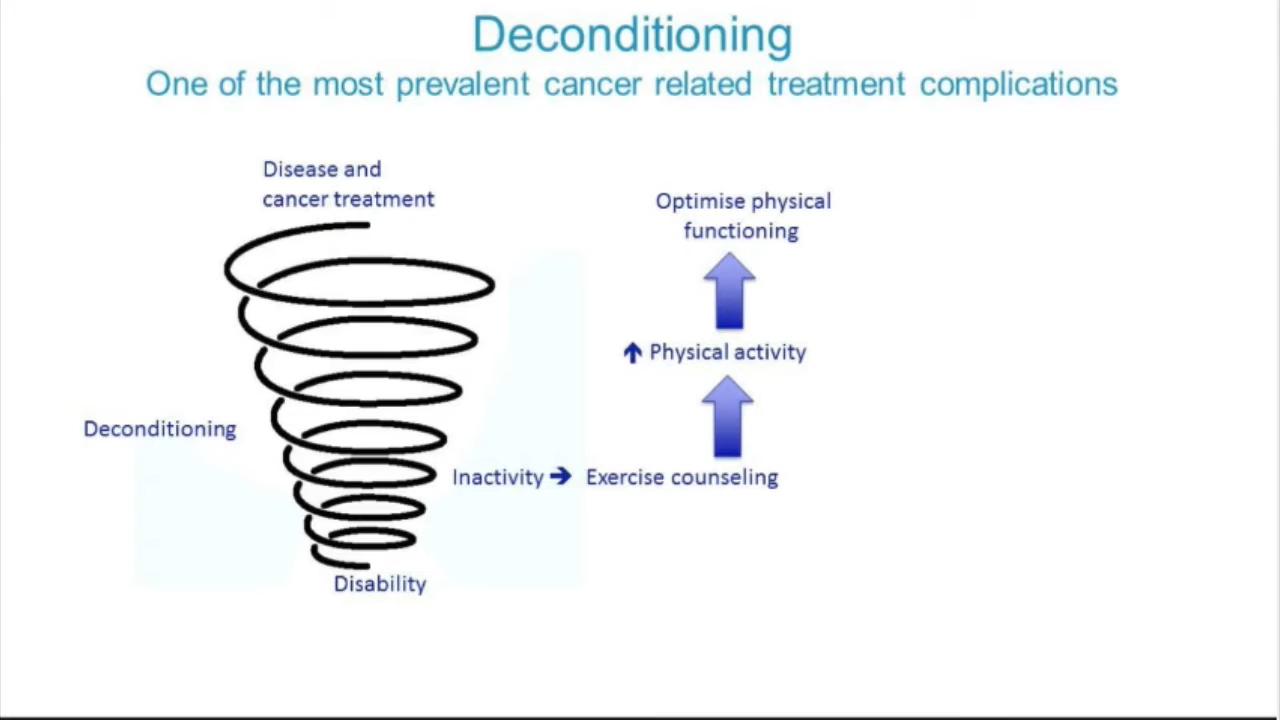 Deconditioning
One of the most prevalent cancer related treatment complications
Disease and
cancer treatment
Optimise physical
functioning
Physical activity
Deconditioning
Inactivity
Exercise counseling
Disability